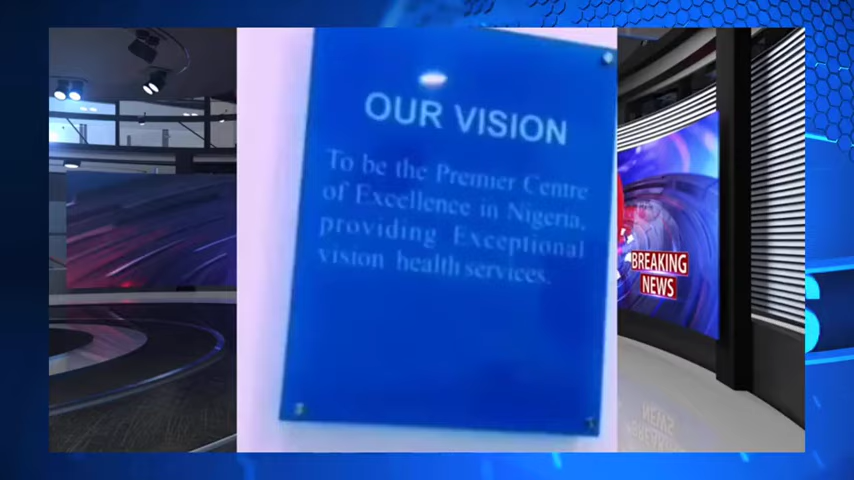 OUR VISION
To be the Premier Centre
of Excellence in Nigeria,
providing Exceptional
vision health services.
BREAKING
NEWS